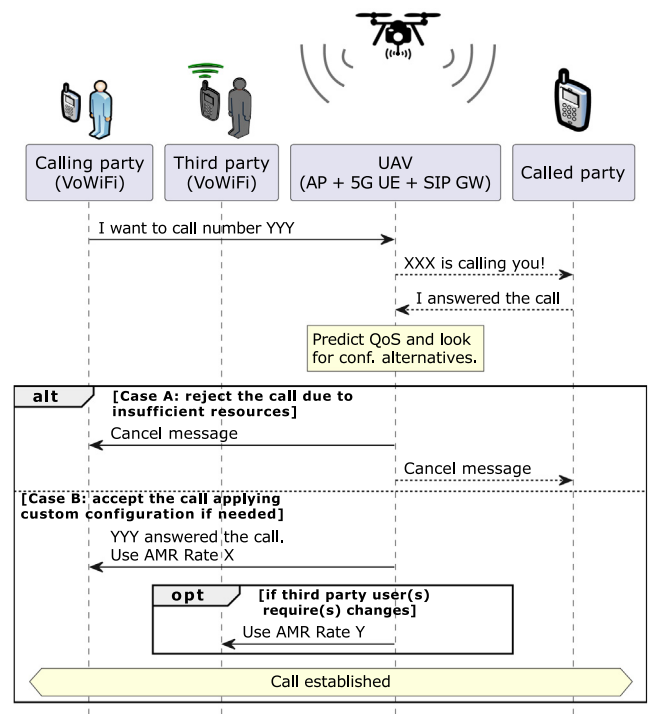 Calling party
(VoWiFi)
Third party
(VoWiFi)
UAV
(AP + 5G UE + SIP GW)
Called party
I want to call number YYY
XXX is calling you!
I answered the call
Predict QoS and look
for conf. alternatives.
alt
[Case A: reject the call due to
insufficient resources]
Cancel message
Cancel message
[Case B: accept the call applying
custom configuration if needed]
YYY answered the call.
Use AMR Rate X
opt
[if third party user(s)
require(s) changes]
Use AMR Rate Y
Call established